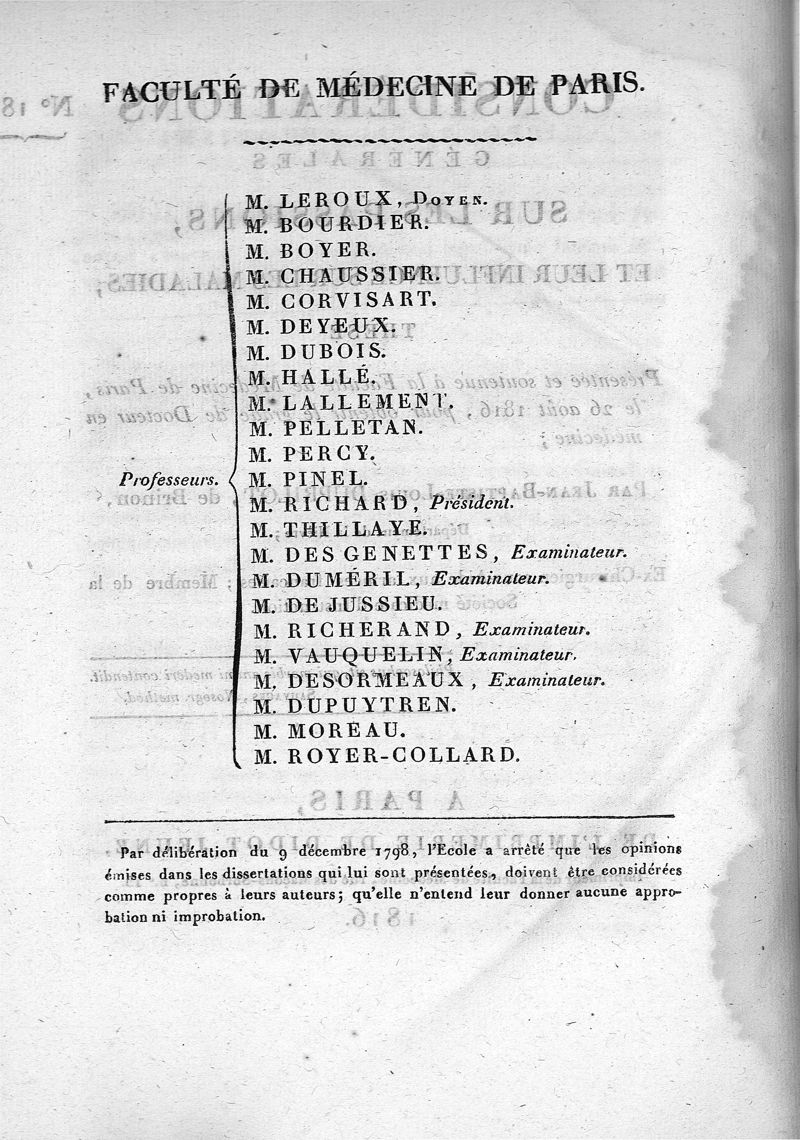 FACULTÉ DE MÉDECINE DE PARIS.
M. LEROUX, DOYEN.
M. BOURDIER.
M. BOYER.
M. CHAUSSIER.
M. CORVISART.
M. DEYEUX.
M. DUBOIS.
M. HALLÉ.
M. LALLEMENT.
M. PELLETAN.
M. PERCY.
Professeurs. M. PINEL.
M. RICHARD, Président.
M. THILLAYE.
M. DES GENETTES, Examinateur.
M. DUMÉRIL, Examinateur.
M. DE JUSSIEU.
M. RICHERAND, Examinateur.
M. VAUQUELIN, Examinateur.
M. DESORMEAUX, Examinateur.
M. DUPUYTREN.
M. MOREAU.
M. ROYER-COLLARD.
Par délibération du 9 décembre 1798, l'Ecole a arrêté que les opinions
émises dans les dissertations qui lui sont présentées, doivent être considérées
comme propres à leurs auteurs; qu'elle n'entend leur donner aucune appro-
bation ni improbation.